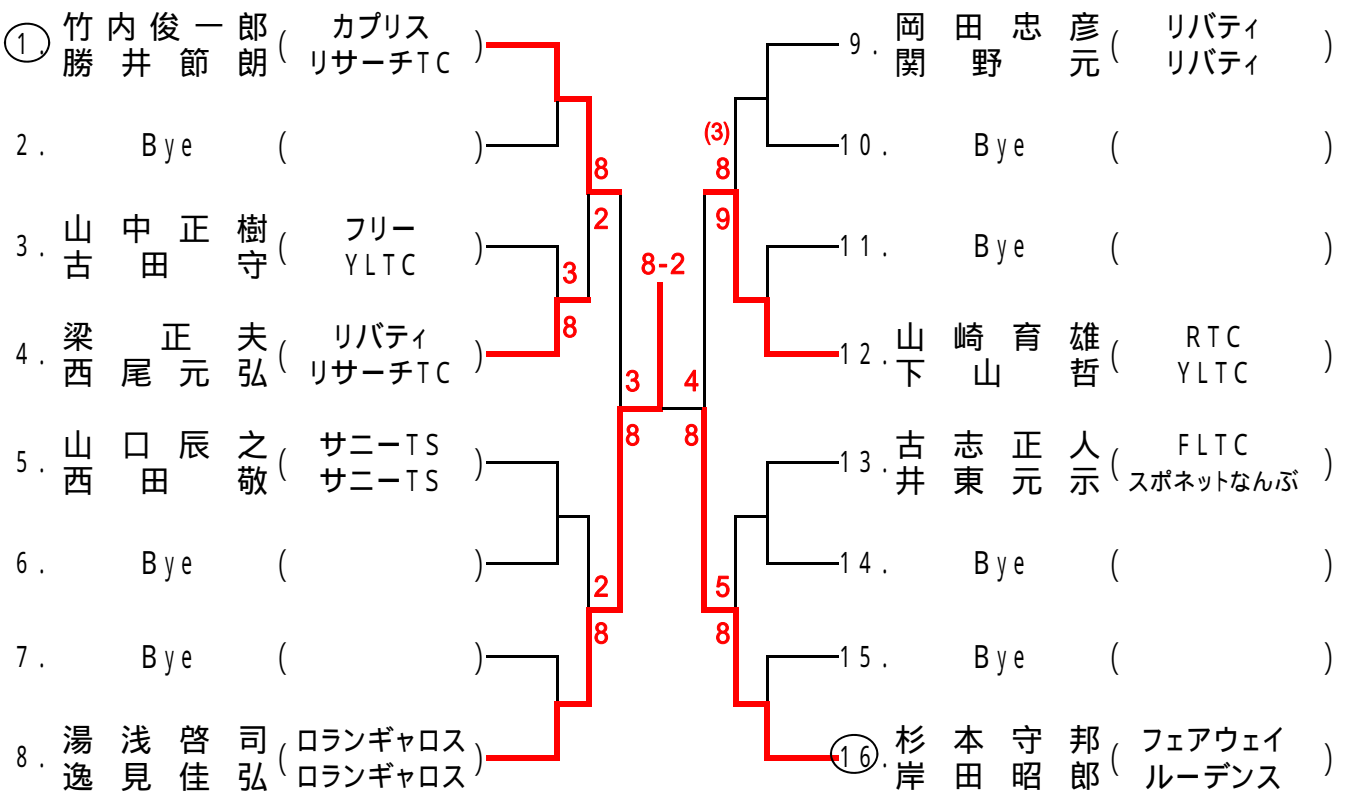 1. 竹内俊一郎 ( カプリス )
勝井節朗 リサーチTC
2. Bye ( )
3. 山中正樹 ( フリー )
古田守 YLTC
4. 梁正夫 ( リバティ )
西尾元弘 リサーチTC
5. 山口辰之 ( サニーTS )
西田敬 サニーTS
6. Bye ( )
7. Bye ( )
8. 湯浅啓司 ( ロランギャロス )
逸見佳弘 ロランギャロス
8
2
3
8
2
8
3
8
8-2
4
8
(3)
8
9
5
8
9. 岡田忠彦 ( リバティ )
関野元 リバティ
10. Bye ( )
11. Bye ( )
12. 山崎育雄 ( RTC )
下山哲 YLTC
13. 古志正人 ( FLTC )
井東元示 スポネットなんぶ
14. Bye ( )
15. Bye ( )
16. 杉本守邦 ( フェアウェイ )
岸田昭郎 ルーデンス